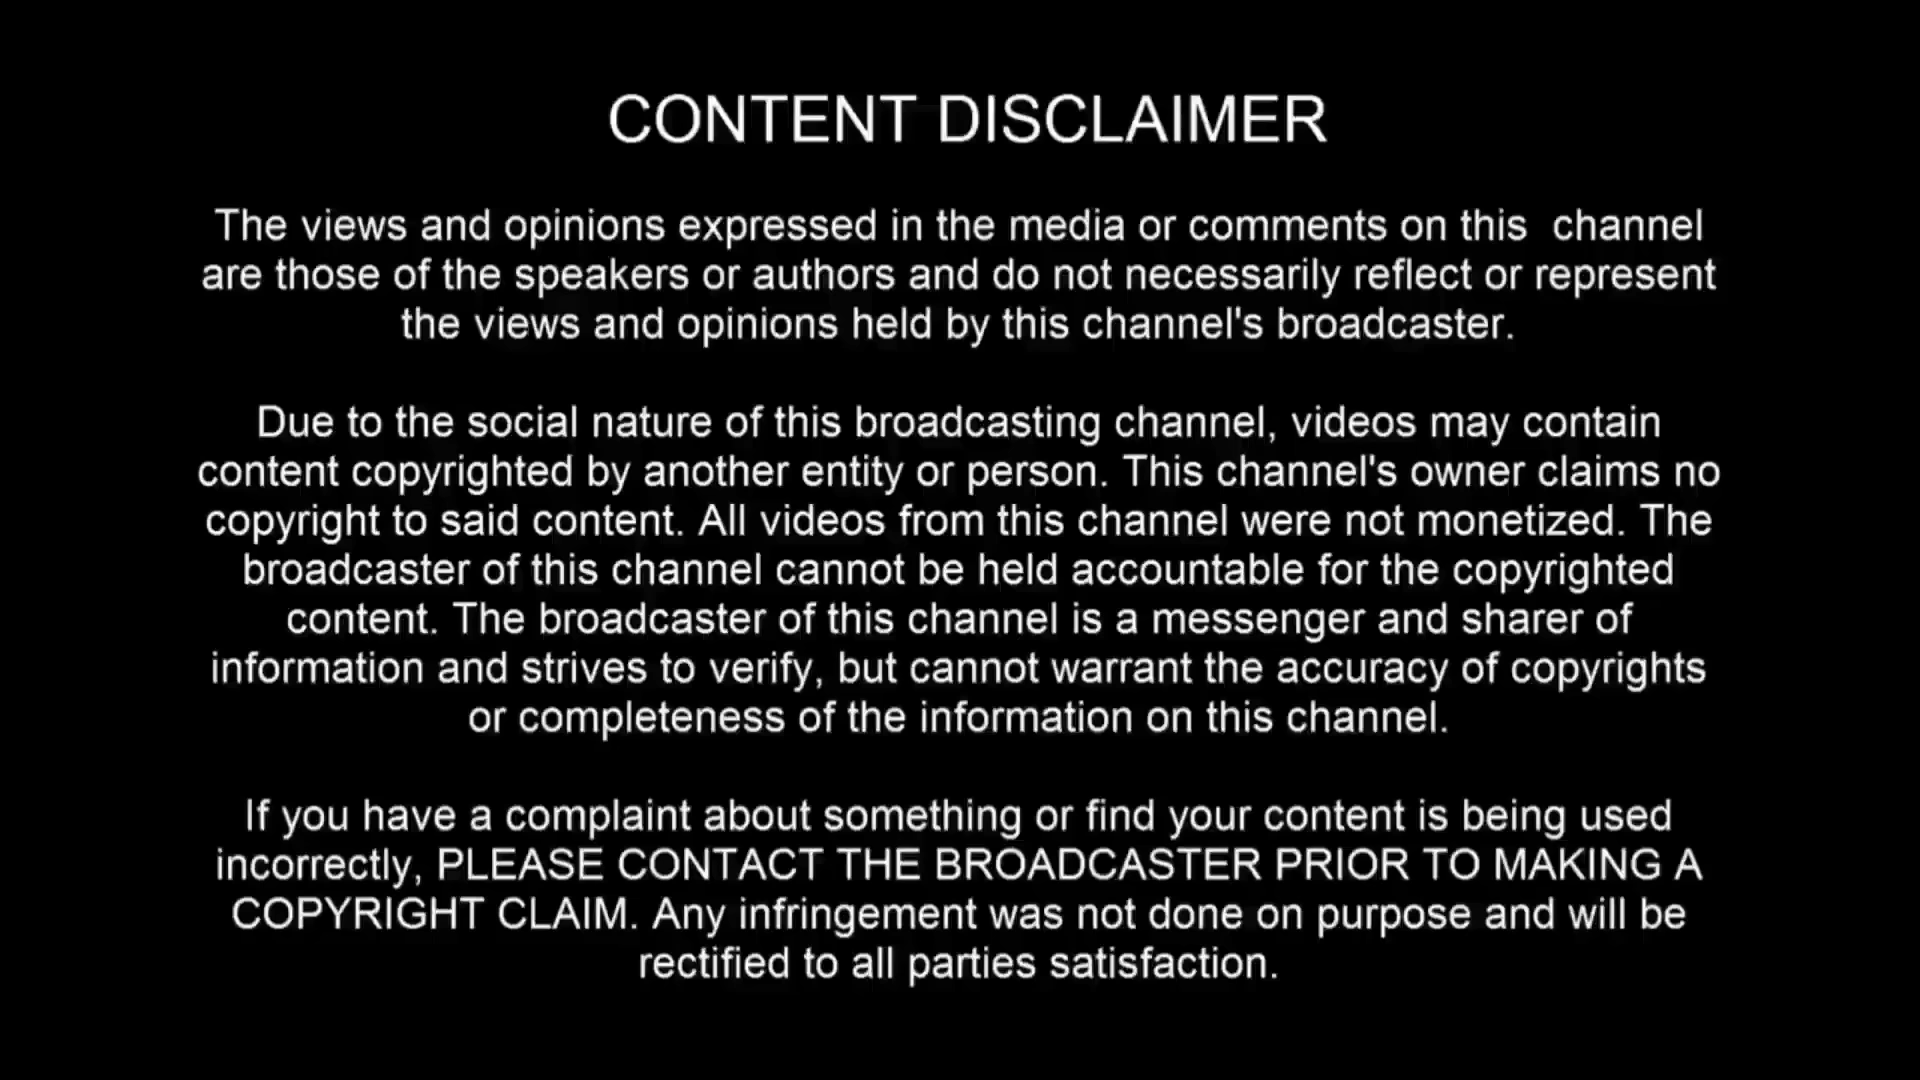 CONTENT DISCLAIMER
The views and opinions expressed in the media or comments on this  channel
are those of the speakers or authors and do not necessarily reflect or represent
the views and opinions held by this channel's broadcaster.
Due to the social nature of this broadcasting channel, videos may contain
content copyrighted by another entity or person. This channel's owner claims no
copyright to said content. All videos from this channel were not monetized. The
broadcaster of this channel cannot be held accountable for the copyrighted
content. The broadcaster of this channel is a messenger and sharer of
information and strives to verify, but cannot warrant the accuracy of copyrights
or completeness of the information on this channel.
If you have a complaint about something or find your content is being used
incorrectly, PLEASE CONTACT THE BROADCASTER PRIOR TO MAKING A
COPYRIGHT CLAIM. Any infringement was not done on purpose and will be
rectified to all parties satisfaction.